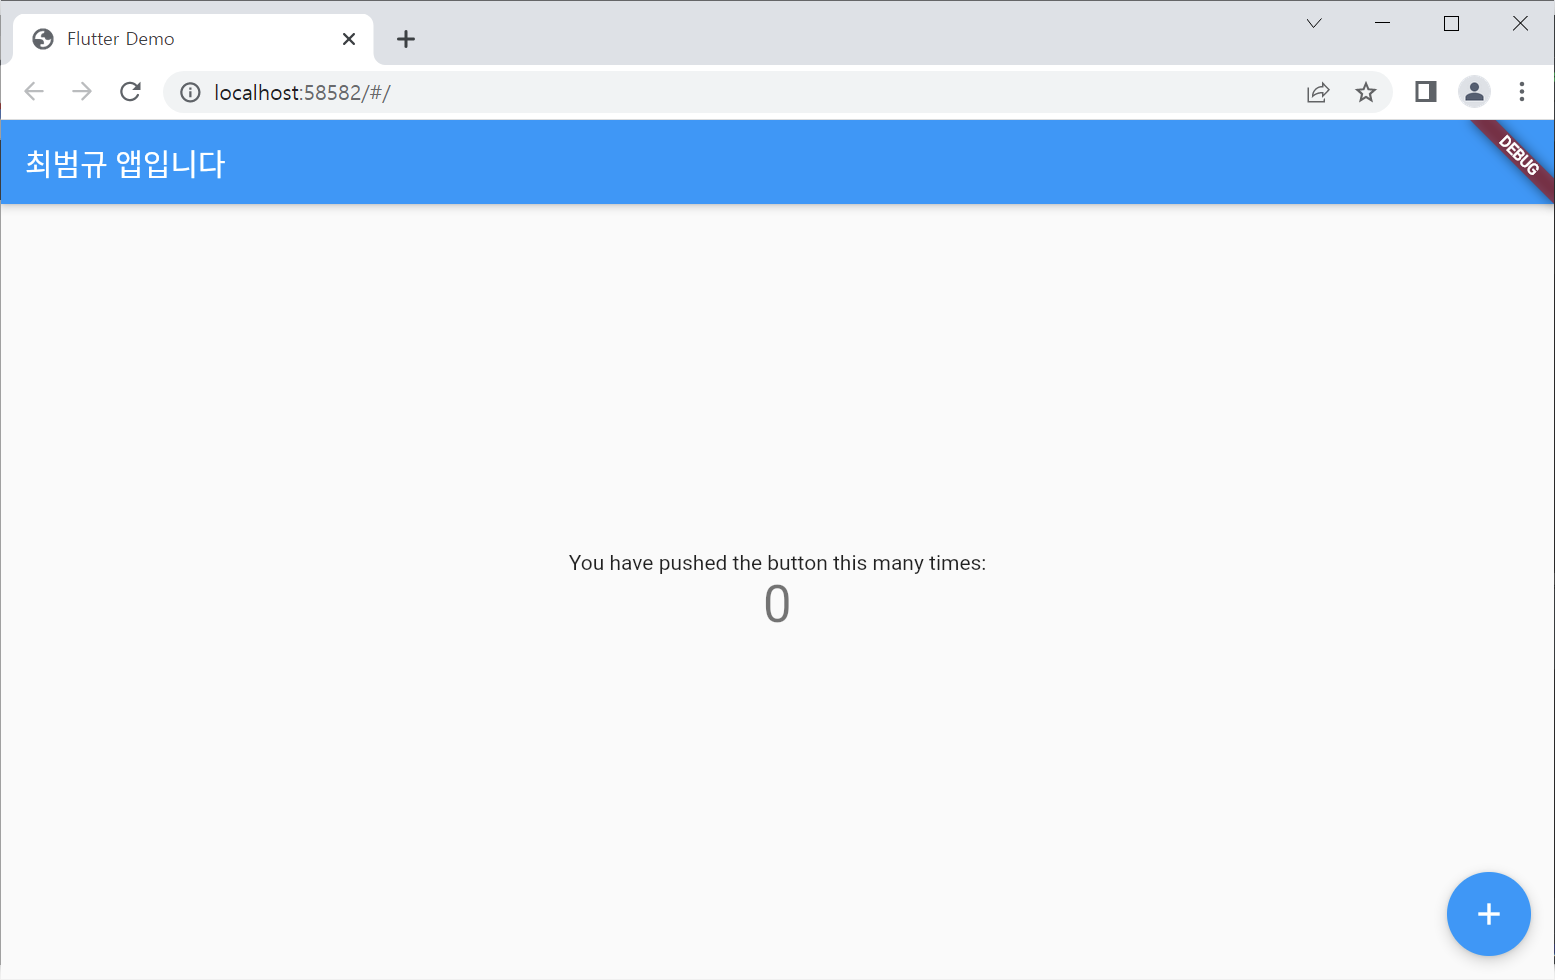 Flutter Demo
localhost:58582/#/
최범규 앱입니다
DEBUG
You have pushed the button this many times:
0